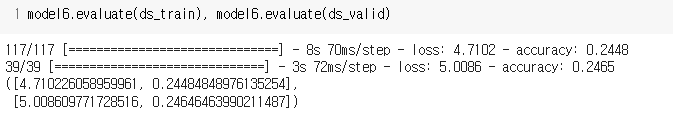 1 model6.evaluate(ds_train), model6.evaluate(ds_valid)
117/117 [==============================] - 8s 70ms/step - loss: 4.7102 - accuracy: 0.2448
39/39 [==============================] - 3s 72ms/step - loss: 5.0086 - accuracy: 0.2465
([4.710226058959961, 0.24484848976135254],
[5.008609771728516, 0.24646463990211487])